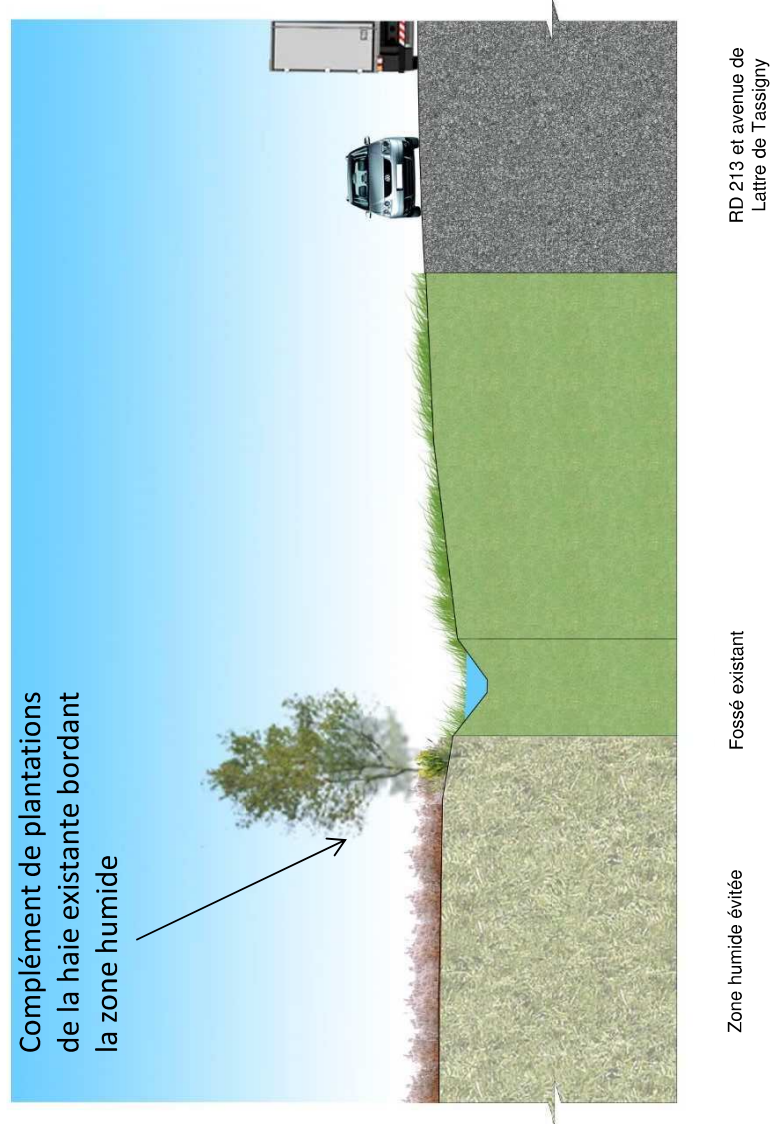 Complément de plantations
de la haie existante bordant
la zone humide
Zone humide évitée
Fossé existant
RD 213 et avenue de
Lattre de Tassigny